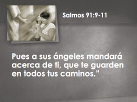 Salmos 91:9-11
Pues a sus ángeles mandará
acerca de ti, que te guarden
en todos tus caminos."